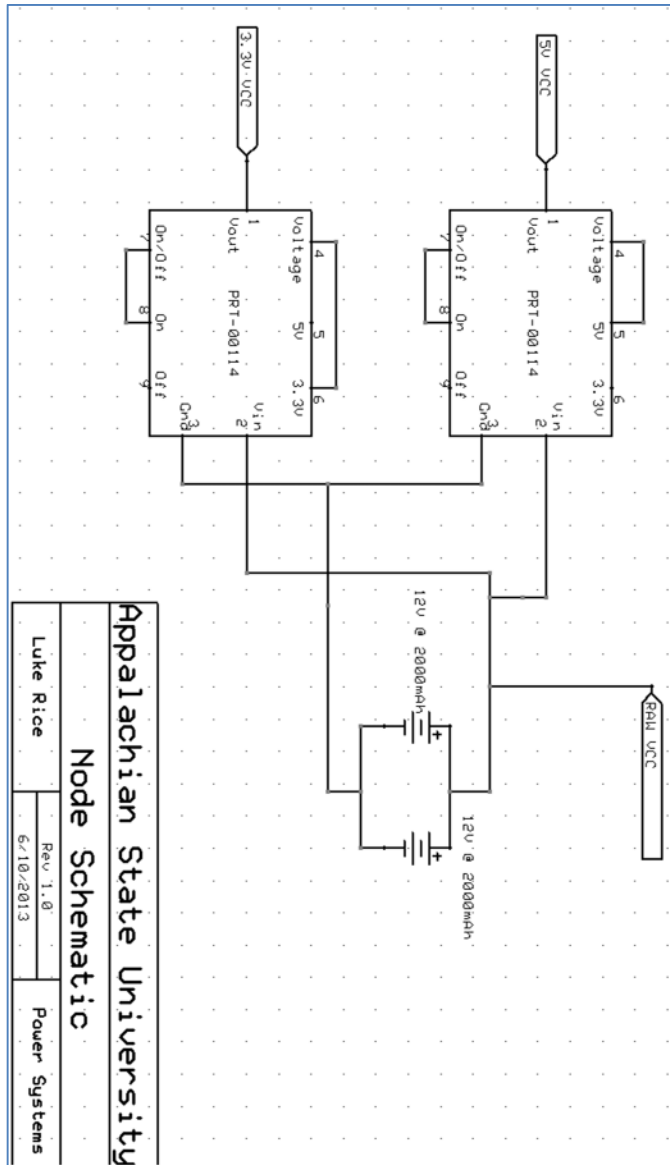 3.3V VCC
1
Vout
PRT-00114
Voltage
4
5V
5
3.3V
6
On/Off
7
On
8
Off
9
Gnd
3
Vin
2
5V VCC
1
Vout
PRT-00114
Voltage
4
5V
5
3.3V
6
On/Off
7
On
8
Off
9
Gnd
3
Vin
2
RAW VCC
12V @ 2000mAh
+
12V @ 2000mAh
+
Appalachian State University
Node Schematic
Luke Rice
Rev 1.0
6/10/2013
Power Systems